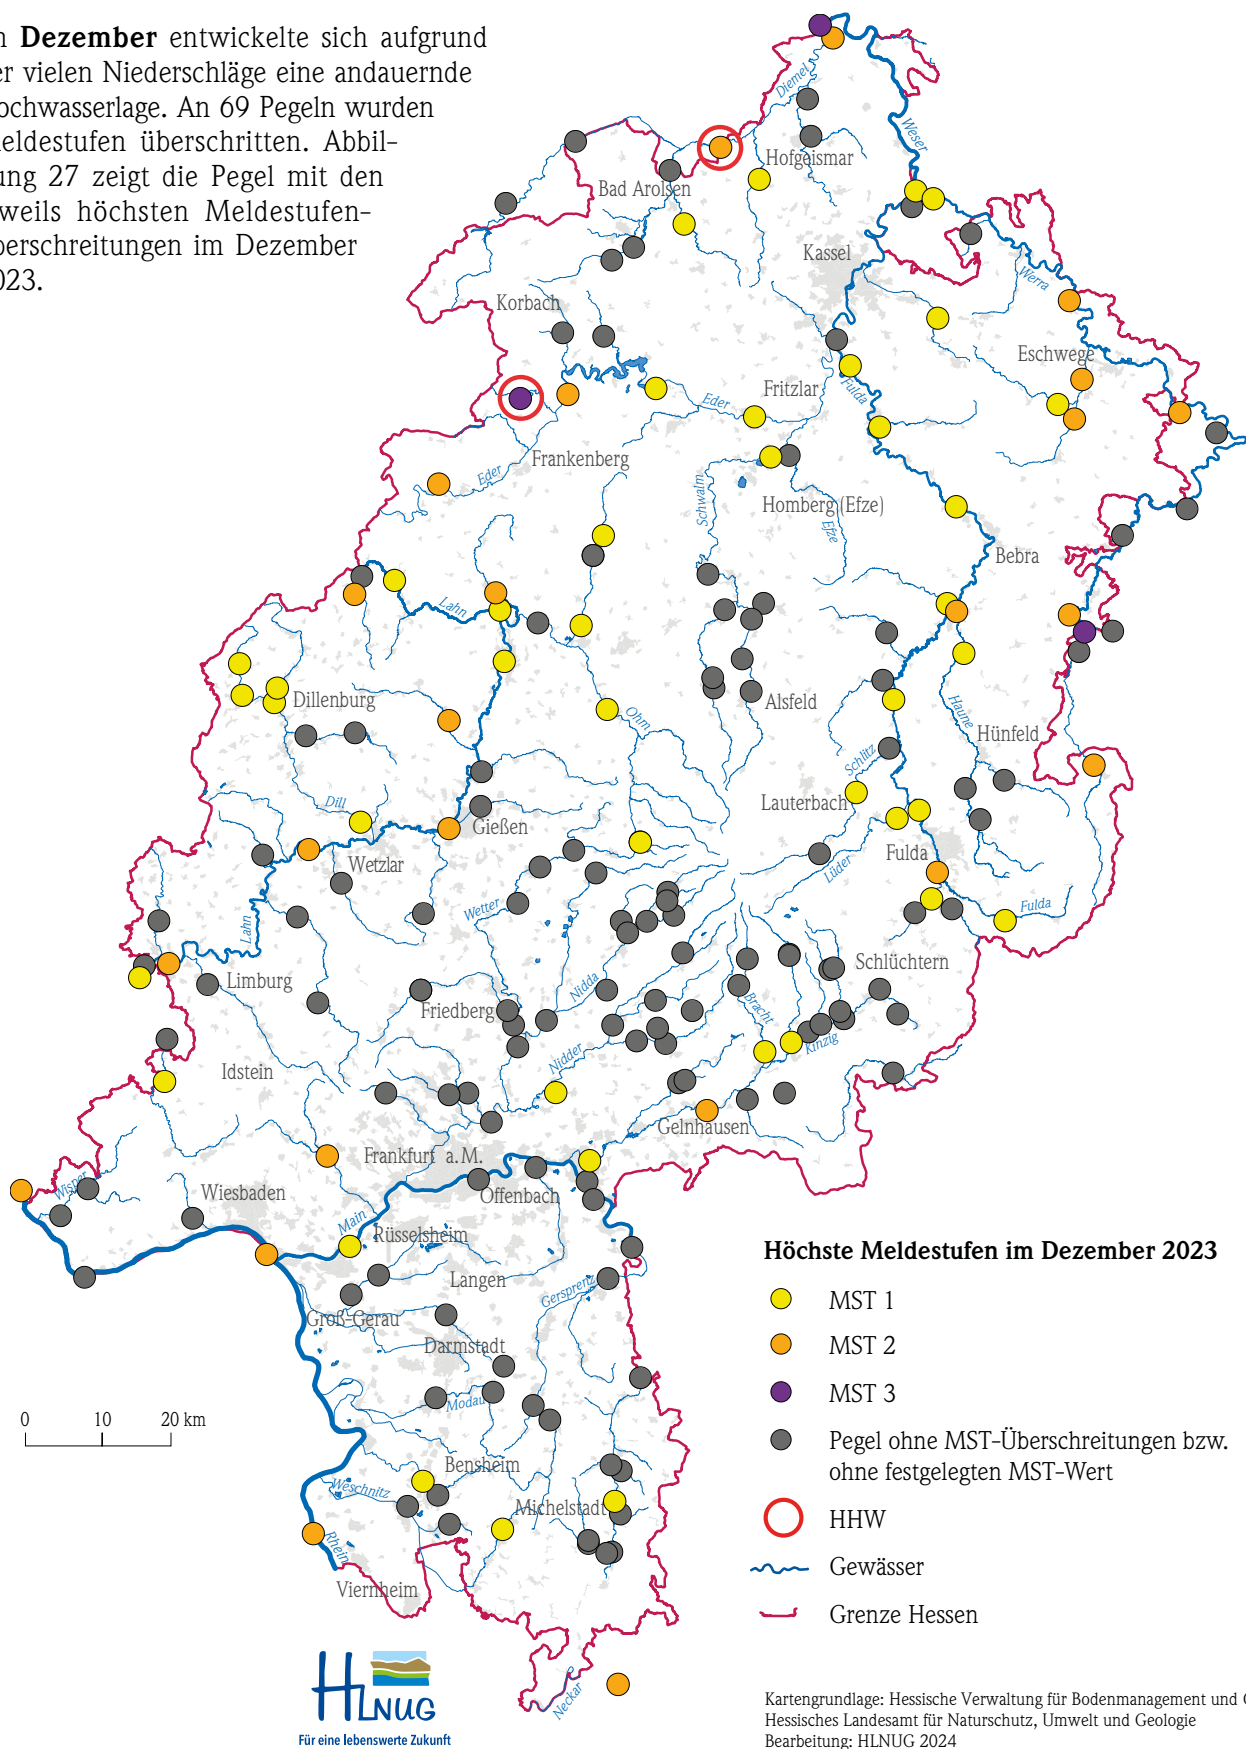 n Dezember entwickelte sich aufgrund
er vielen Niederschläge eine andauernde
ochwasserlage. An 69 Pegeln wurden
eldestufen überschritten. Abbil-
ung 27 zeigt die Pegel mit den
weils höchsten Meldestufen-
berschreitungen im Dezember
023.
Diemel
Weser
Hofgeismar
Bad Arolsen
Kassel
Werra
Korbach
Eschwege
Fulda
Fritzlar
Eder
Frankenberg
Eder
Schwalm
Homberg (Efze)
Efze
Bebra
Lahn
Dillenburg
Ohm
Alsfeld
Haune
Hünfeld
Schlitz
Lauterbach
Dill
Gießen
Wetzlar
Fulda
Lüder
Wetter
Fulda
Lahn
Limburg
Nidda
Schlüchtern
Friedberg
Bracht
Kinzig
Nidder
Idstein
Gelnhausen
Frankfurt a.M.
Offenbach
Wisper
Wiesbaden
Main
Rüsselsheim
Langen
Gersprenz
Groß-Gerau
Darmstadt
Modau
Bensheim
Weschnitz
Michelstadt
Rhein
Viernheim
Neckar
Höchste Meldestufen im Dezember 2023
MST 1
MST 2
MST 3
Pegel ohne MST-Überschreitungen bzw.
ohne festgelegten MST-Wert
HHW
Gewässer
Grenze Hessen
0 10 20 km
HLNUG
Für eine lebenswerte Zukunft
Kartengrundlage: Hessische Verwaltung für Bodenmanagement und G
Hessisches Landesamt für Naturschutz, Umwelt und Geologie
Bearbeitung: HLNUG 2024